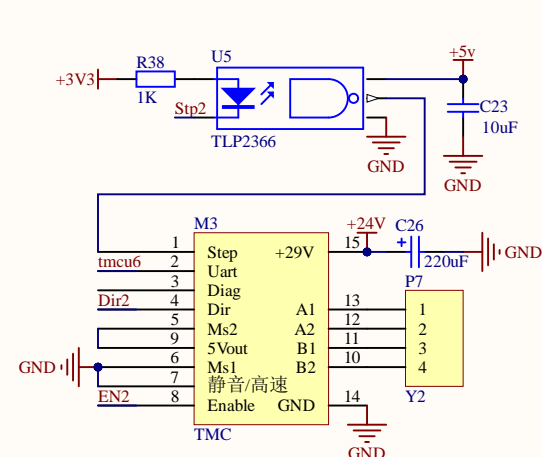 +5v
R38 U5
+3V3
1K
Stp2
C23
10uF
TLP2366
GND
GND
M3
+24V C26
1 Step +29V 15
GND
220uF
tmcu6 2 Uart
P7
3 Diag
Dir2 4 Dir A1 13 1
5 Ms2 A2 12 2
9 5Vout B1 11 3
GND 6 Ms1 B2 10 4
7 静音/高速
EN2 8 Enable GND 14
Y2
TMC
GND